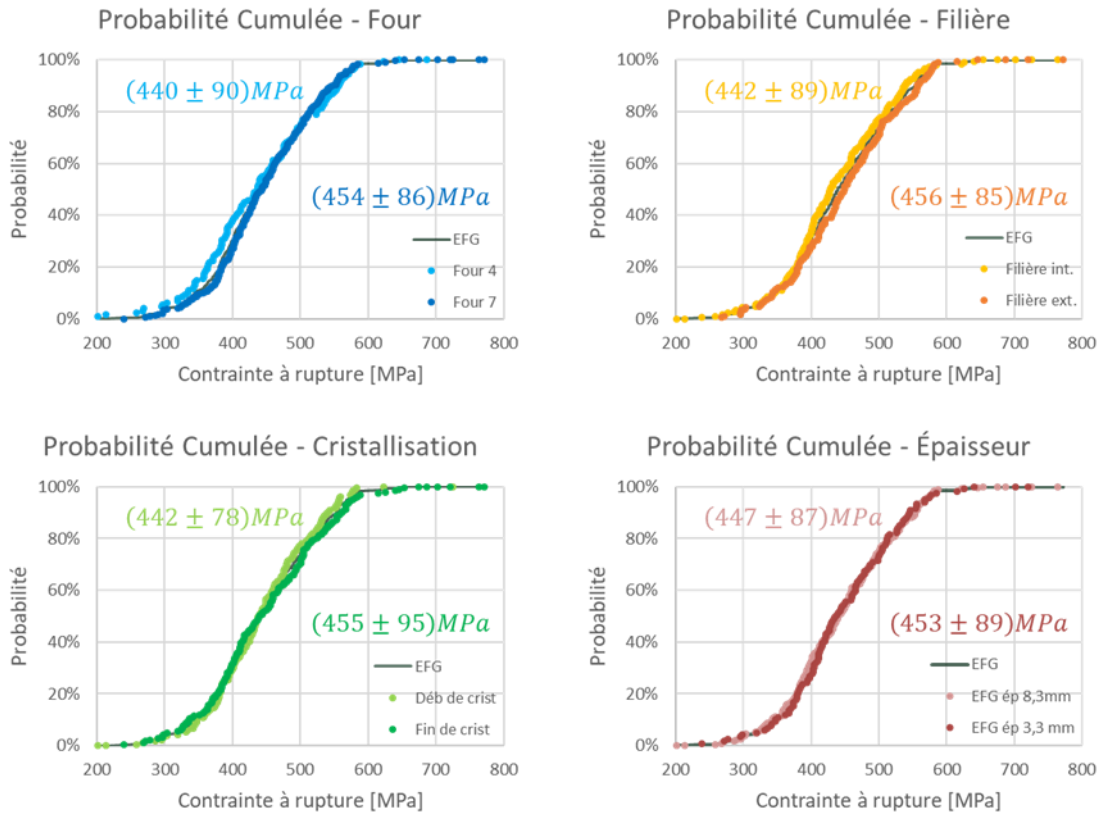 Probabilité Cumulée - Four
Probabilité
100%
80%
60%
40%
20%
0%
(440 ± 90)MPa
(454 ± 86)MPa
EFG
Four 4
Four 7
200 300 400 500 600 700 800
Contrainte à rupture [MPa]
Probabilité Cumulée - Filière
Probabilité
100%
80%
60%
40%
20%
0%
(442 ± 89)MPa
(456 ± 85)MPa
EFG
Filière int.
Filière ext.
200 300 400 500 600 700 800
Contrainte à rupture [MPa]
Probabilité Cumulée - Cristallisation
Probabilité
100%
80%
60%
40%
20%
0%
(442 ± 78)MPa
(455 ± 95)MPa
EFG
Déb de crist
Fin de crist
200 300 400 500 600 700 800
Contrainte à rupture [MPa]
Probabilité Cumulée - Épaisseur
Probabilité
100%
80%
60%
40%
20%
0%
(447 ± 87)MPa
(453 ± 89)MPa
EFG
EFG ép 8,3mm
EFG ép 3,3 mm
200 300 400 500 600 700 800
Contrainte à rupture [MPa]